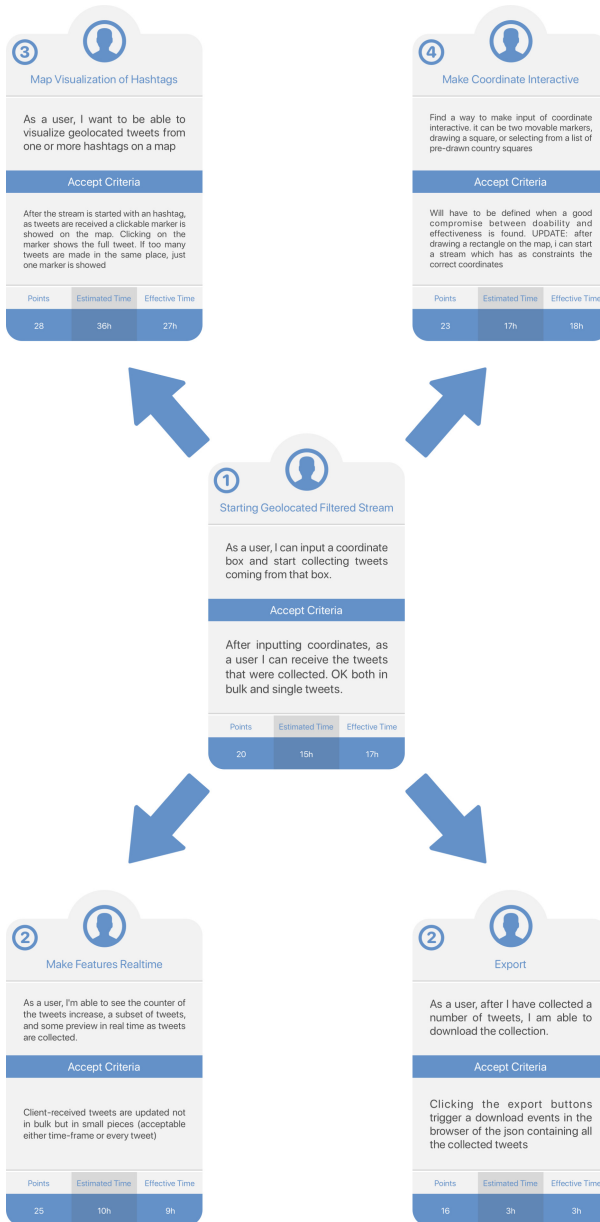 3
Map Visualization of Hashtags
As a user, I want to be able to
visualize geolocated tweets from
one or more hashtags on a map
Accept Criteria
After the stream is started with an hashtag,
as tweets are received a clickable marker is
showed on the map. Clicking on the
marker shows the full tweet. If too many
tweets are made in the same place, just
one marker is showed
Points Estimated Time Effective Time
28 36h 27h
4
Make Coordinate Interactive
Find a way to make input of coordinate
interactive. it can be two movable markers,
drawing a square, or selecting from a list of
pre-drawn country squares
Accept Criteria
Will have to be defined when a good
compromise between doability and
effectiveness is found. UPDATE: after
drawing a rectangle on the map, i can start
a stream which has as constraints the
correct coordinates
Points Estimated Time Effective Time
23 17h 18h
1
Starting Geolocated Filtered Stream
As a user, I can input a coordinate
box and start collecting tweets
coming from that box.
Accept Criteria
After inputting coordinates, as
a user I can receive the tweets
that were collected. OK both in
bulk and single tweets.
Points Estimated Time Effective Time
20 15h 17h
2
Make Features Realtime
As a user, I'm able to see the counter of
the tweets increase, a subset of tweets,
and some preview in real time as tweets
are collected.
Accept Criteria
Client-received tweets are updated not
in bulk but in small pieces (acceptable
either time-frame or every tweet)
Points Estimated Time Effective Time
25 10h 9h
2
Export
As a user, after I have collected a
number of tweets, I am able to
download the collection.
Accept Criteria
Clicking the export buttons
trigger a download events in the
browser of the json containing all
the collected tweets
Points Estimated Time Effective Time
16 3h 3h